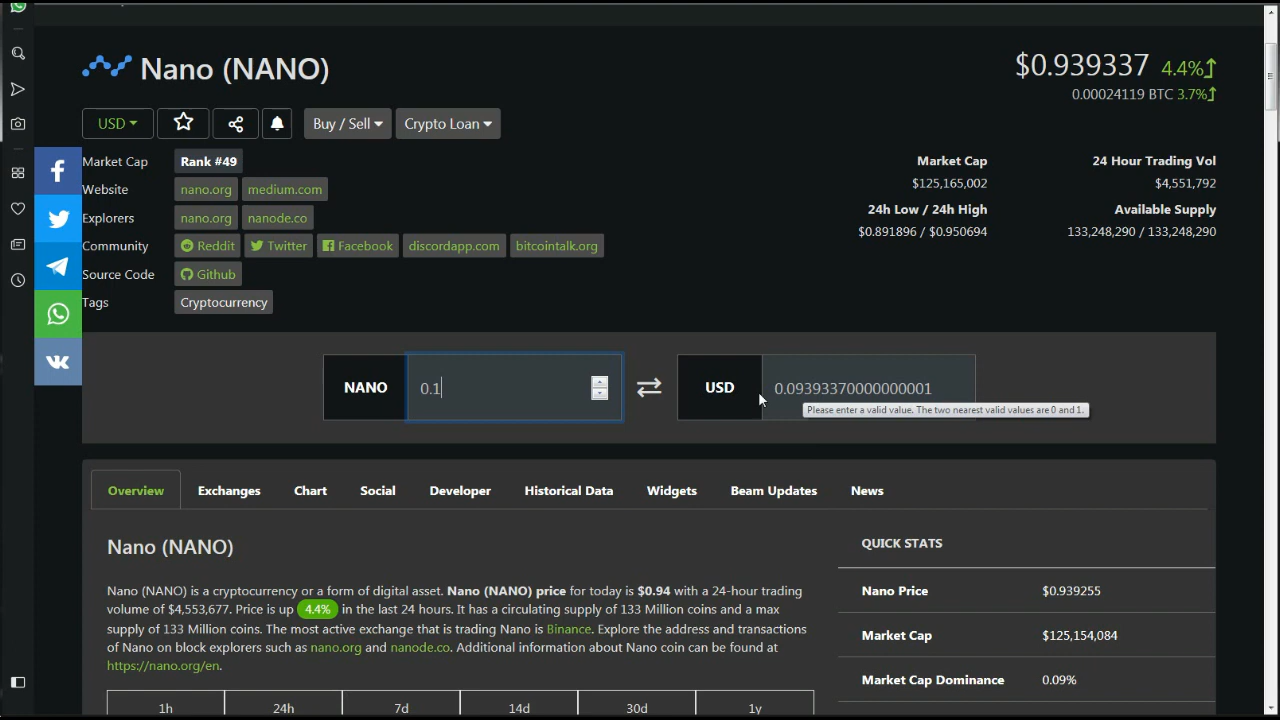 Nano (NANO)
$0.939337 4.4%
0.00024119 BTC 3.7%
USD Buy / Sell Crypto Loan
Market Cap Rank #49
Website nano.org medium.com
Explorers nano.org nanode.co
Community Reddit Twitter Facebook discordapp.com bitcointalk.org
Source Code Github
Tags Cryptocurrency
Market Cap 24 Hour Trading Vol
$125,165,002 $4,551,792
24h Low / 24h High Available Supply
$0.891896 / $0.950694 133,248,290 / 133,248,290
NANO 0.1 USD 0.09393370000000001
Please enter a valid value. The two nearest valid values are 0 and 1.
Overview Exchanges Chart Social Developer Historical Data Widgets Beam Updates News
Nano (NANO)
Nano (NANO) is a cryptocurrency or a form of digital asset. Nano (NANO) price for today is $0.94 with a 24-hour trading
volume of $4,553,677. Price is up 4.4% in the last 24 hours. It has a circulating supply of 133 Million coins and a max
supply of 133 Million coins. The most active exchange that is trading Nano is Binance. Explore the address and transactions
of Nano on block explorers such as nano.org and nanode.co. Additional information about Nano coin can be found at
https://nano.org/en.
1h 24h 7d 14d 30d 1y
QUICK STATS
Nano Price $0.939255
Market Cap $125,154,084
Market Cap Dominance 0.09%